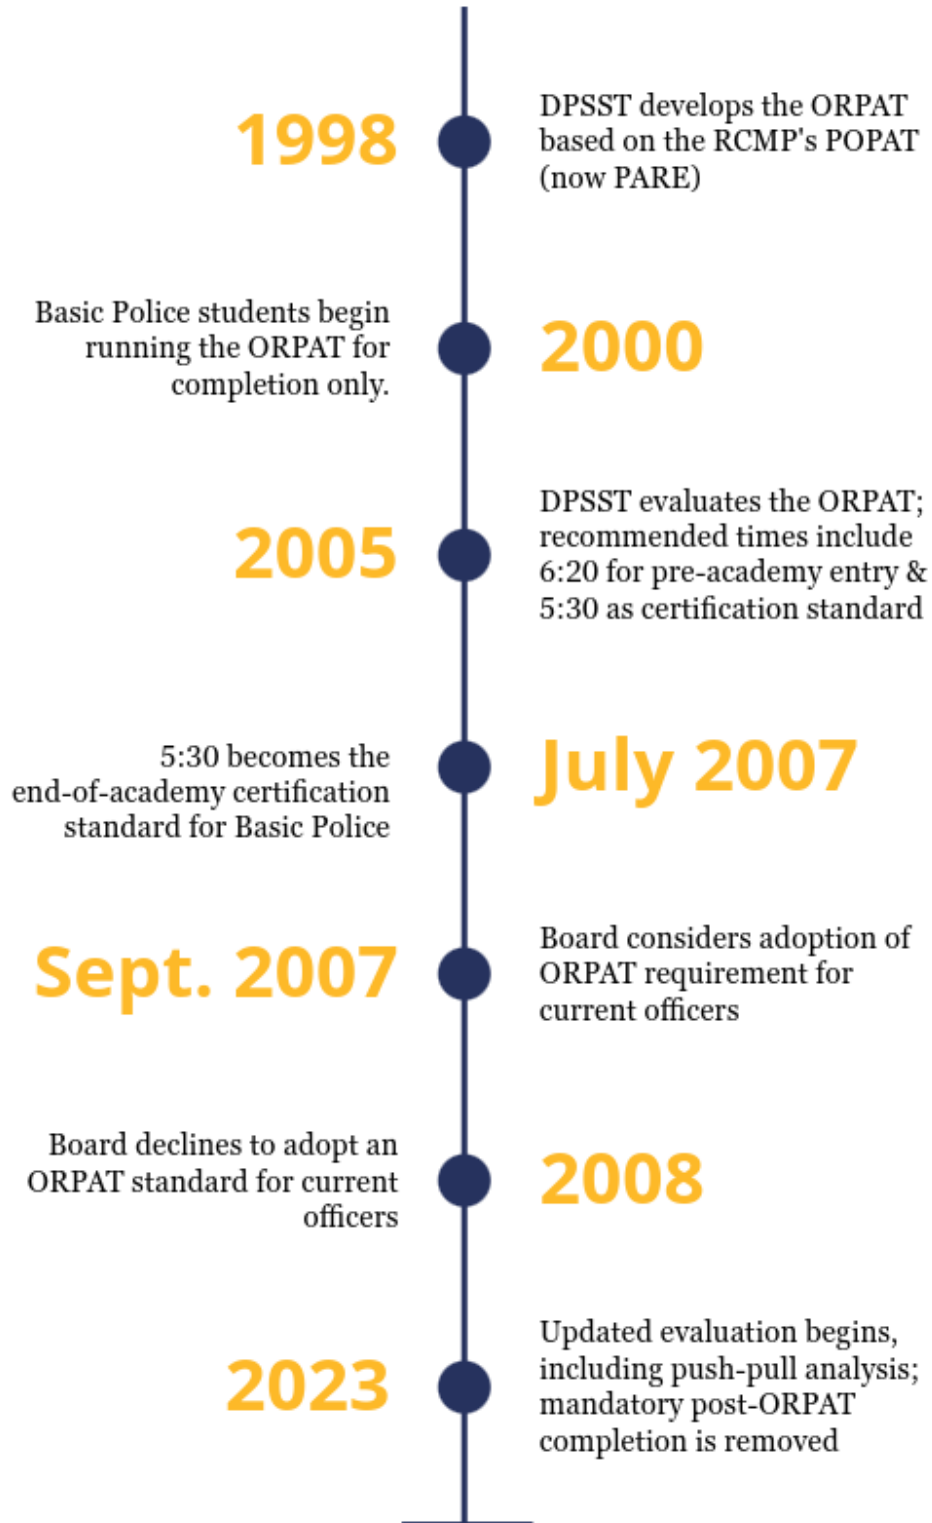 1998
DPSST develops the ORPAT
based on the RCMP's POPAT
(now PARE)
Basic Police students begin
running the ORPAT for
completion only.
2000
2005
DPSST evaluates the ORPAT;
recommended times include
6:20 for pre-academy entry &
5:30 as certification standard
5:30 becomes the
end-of-academy certification
standard for Basic Police
July 2007
Sept. 2007
Board considers adoption of
ORPAT requirement for
current officers
Board declines to adopt an
ORPAT standard for current
officers
2008
2023
Updated evaluation begins,
including push-pull analysis;
mandatory post-ORPAT
completion is removed